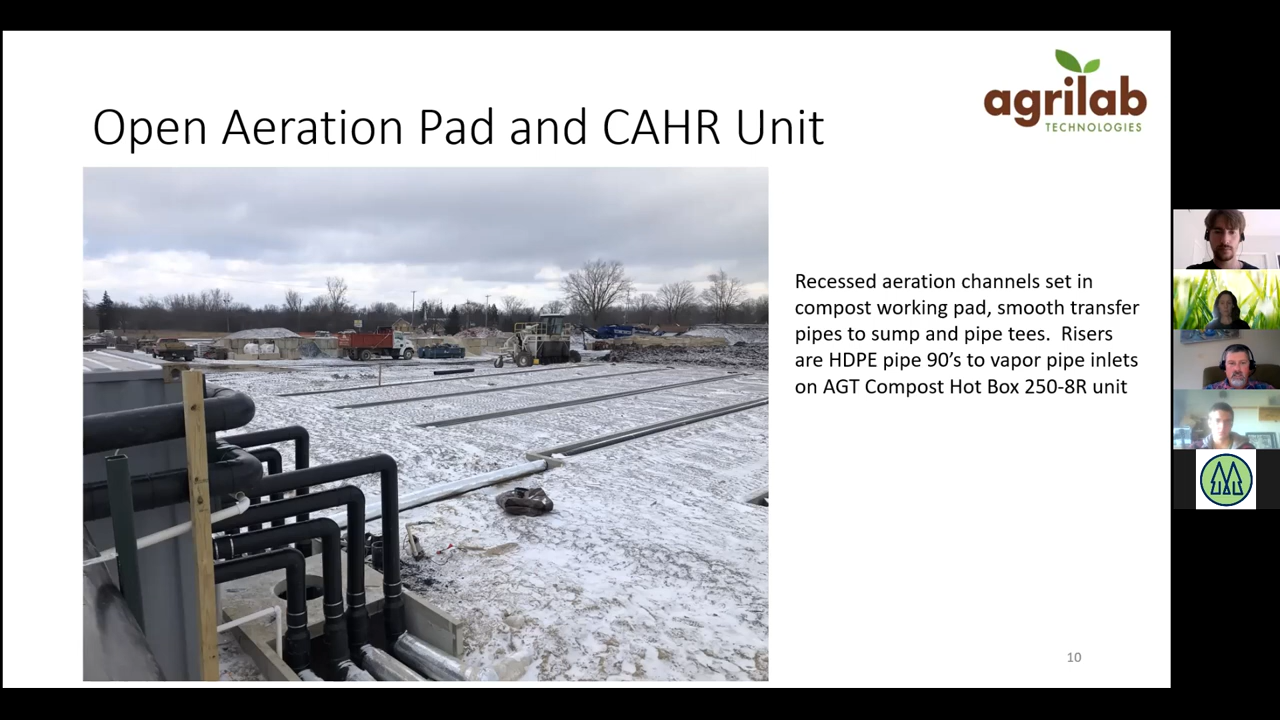 agrilab
TECHNOLOGIES
Open Aeration Pad and CAHR Unit
Recessed aeration channels set in
compost working pad, smooth transfer
pipes to sump and pipe tees.  Risers
are HDPE pipe 90’s to vapor pipe inlets
on AGT Compost Hot Box 250-8R unit
10